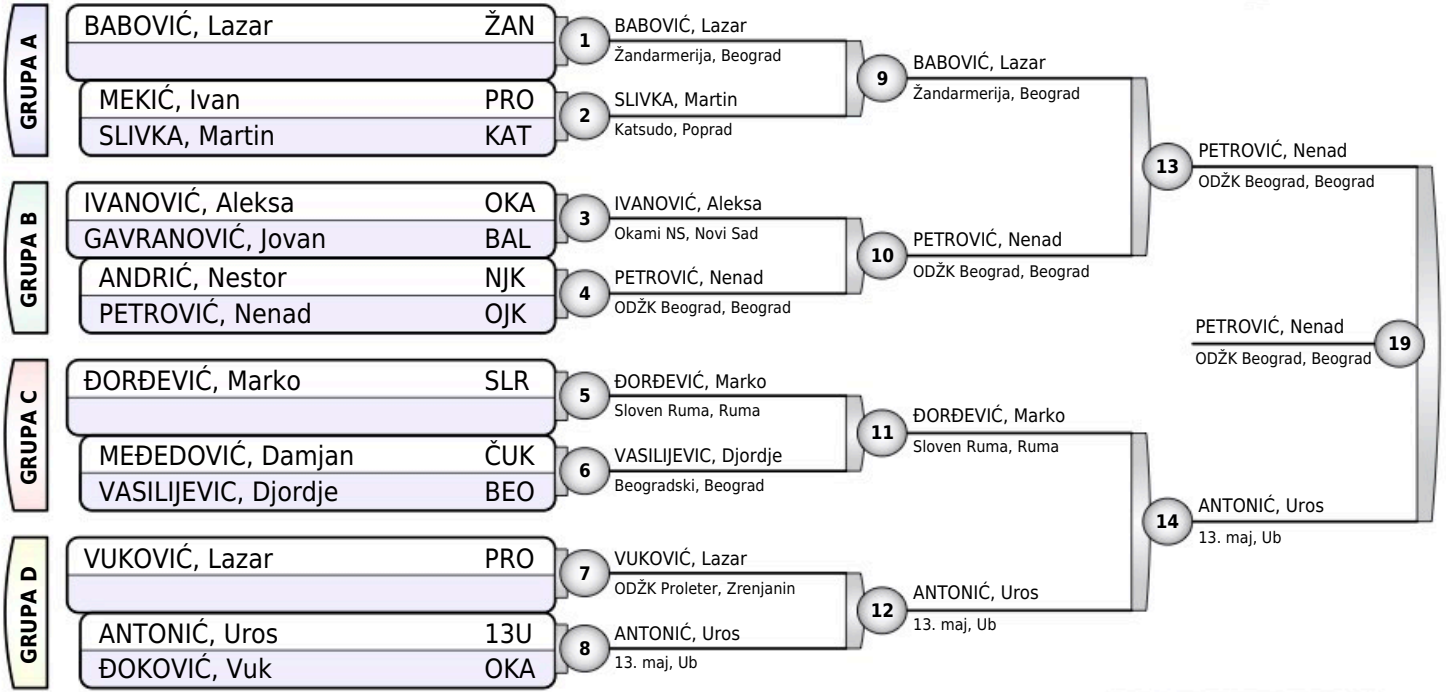 GRUPA A
BABOVIĆ, Lazar ŽAN
MEKIĆ, Ivan PRO
SLIVKA, Martin KAT
GRUPA B
IVANOVIĆ, Aleksa OKA
GAVRANOVIĆ, Jovan BAL
ANDRIĆ, Nestor NJK
PETROVIĆ, Nenad OJK
GRUPA C
ĐORĐEVIĆ, Marko SLR
MEĐEDOVIĆ, Damjan ČUK
VASILIJEVIC, Djordje BEO
GRUPA D
VUKOVIĆ, Lazar PRO
ANTONIĆ, Uros 13U
ĐOKOVIĆ, Vuk OKA
1
BABOVIĆ, Lazar
Žandarmerija, Beograd
2
SLIVKA, Martin
Katsudo, Poprad
3
IVANOVIĆ, Aleksa
Okami NS, Novi Sad
4
PETROVIĆ, Nenad
ODŽK Beograd, Beograd
5
ĐORĐEVIĆ, Marko
Sloven Ruma, Ruma
6
VASILIJEVIC, Djordje
Beogradski, Beograd
7
VUKOVIĆ, Lazar
ODŽK Proleter, Zrenjanin
8
ANTONIĆ, Uros
13. maj, Ub
9
BABOVIĆ, Lazar
Žandarmerija, Beograd
10
PETROVIĆ, Nenad
ODŽK Beograd, Beograd
11
ĐORĐEVIĆ, Marko
Sloven Ruma, Ruma
12
ANTONIĆ, Uros
13. maj, Ub
13
PETROVIĆ, Nenad
ODŽK Beograd, Beograd
14
ANTONIĆ, Uros
13. maj, Ub
PETROVIĆ, Nenad
ODŽK Beograd, Beograd
19